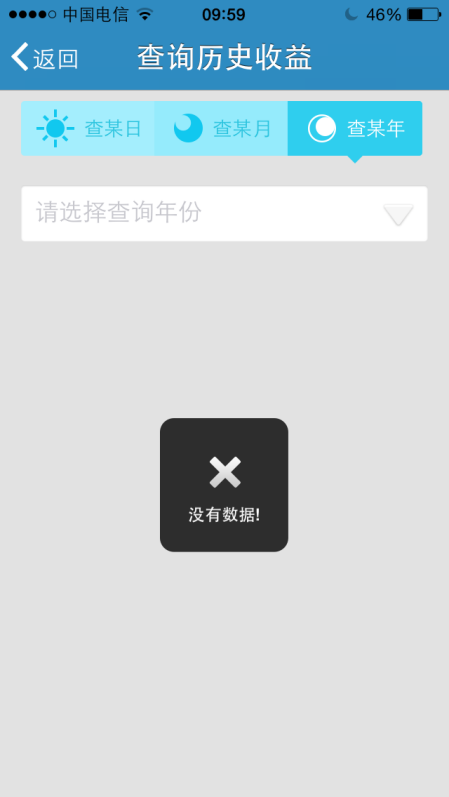 中国电信 09:59 46%
返回 查询历史收益
查某日 查某月 查某年
请选择查询年份
没有数据!